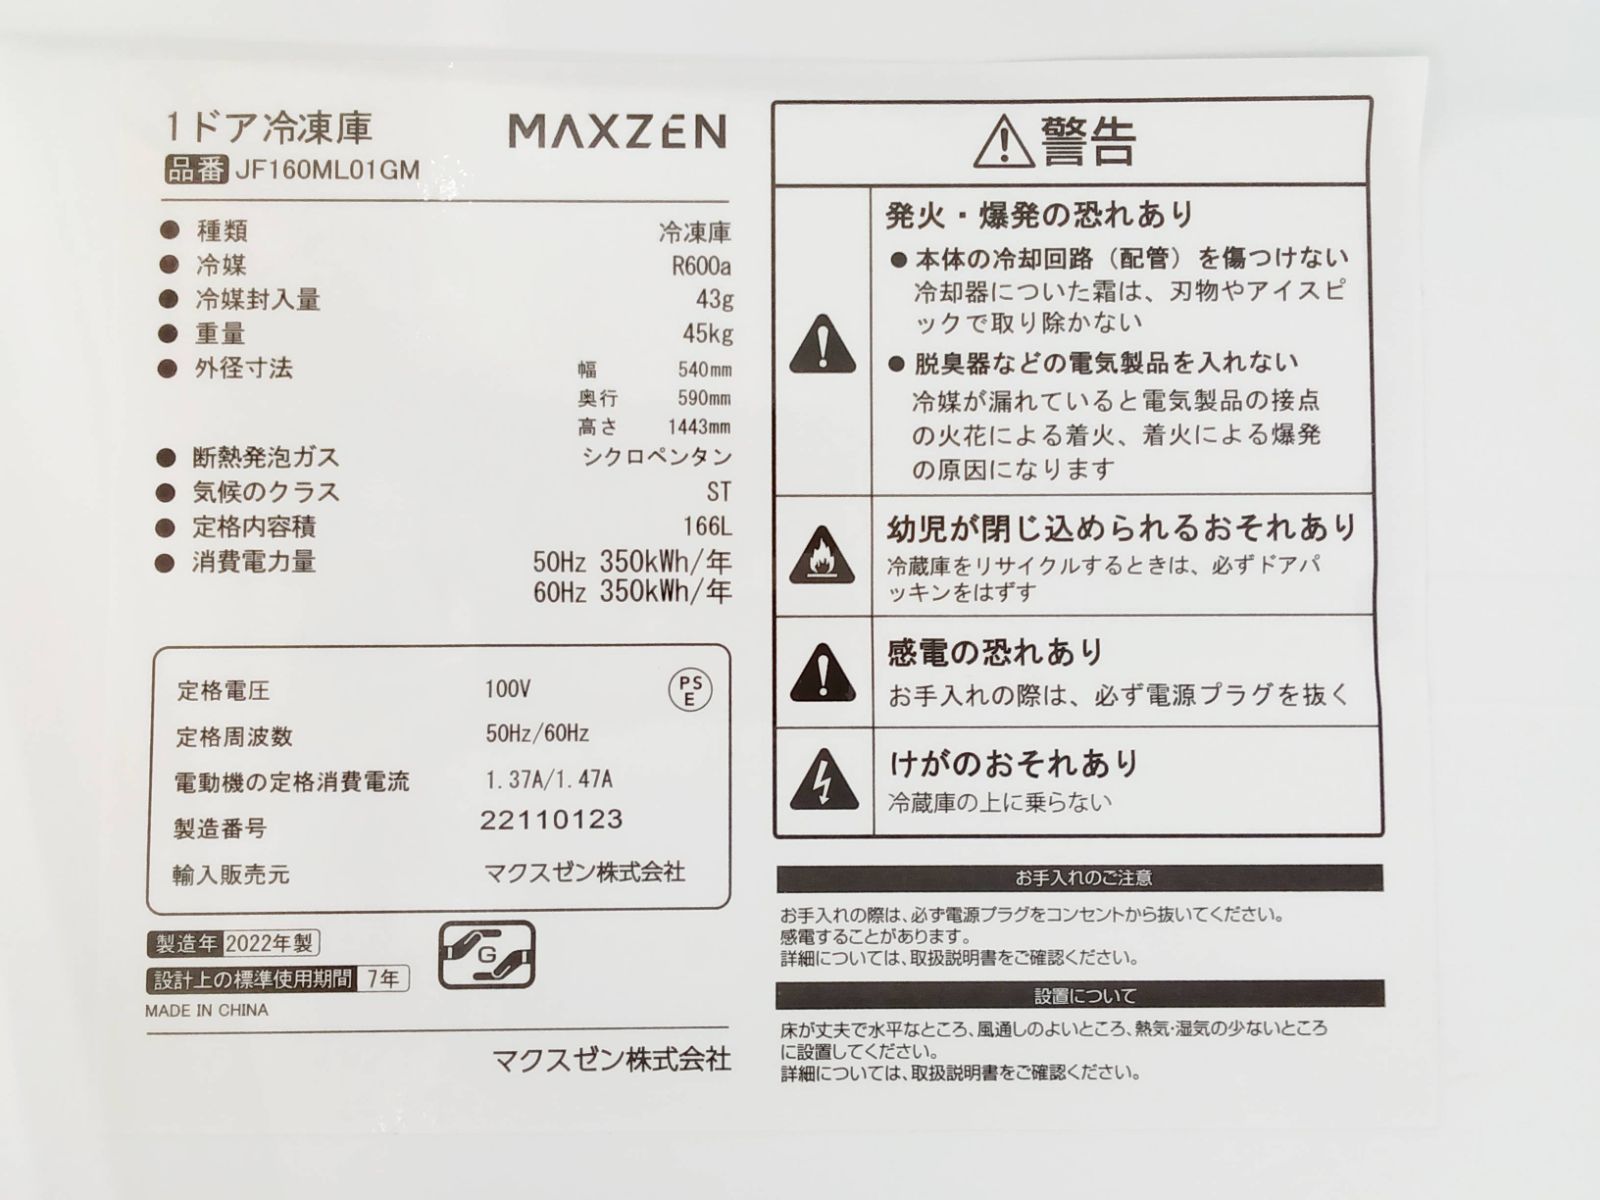 1ドア冷凍庫
MAXZEN
品番 JF160ML01GM
● 種類 冷凍庫
● 冷媒 R600a
● 冷媒封入量 43g
● 重量 45kg
● 外径寸法 幅 540mm
奥行 590mm
高さ 1443mm
● 断熱発泡ガス シクロペンタン
● 気候のクラス ST
● 定格内容積 166L
● 消費電力量 50Hz 350kWh/年
60Hz 350kWh/年
定格電圧 100V
PS
E
定格周波数 50Hz/60Hz
電動機の定格消費電流 1.37A/1.47A
製造番号 22110123
輸入販売元 マクスゼン株式会社
製造年 2022年製
G
設計上の標準使用期間 7年
MADE IN CHINA
マクスゼン株式会社
警告
発火・爆発の恐れあり
● 本体の冷却回路（配管）を傷つけない
冷却器についた霜は、刃物やアイスピ
ックで取り除かない
● 脱臭器などの電気製品を入れない
冷媒が漏れていると電気製品の接点
の火花による着火、着火による爆発
の原因になります
幼児が閉じ込められるおそれあり
冷蔵庫をリサイクルするときは、必ずドアパ
ッキンをはずす
感電の恐れあり
お手入れの際は、必ず電源プラグを抜く
けがのおそれあり
冷蔵庫の上に乗らない
お手入れのご注意
お手入れの際は、必ず電源プラグをコンセントから抜いてください。
感電することがあります。
詳細については、取扱説明書をご確認ください。
設置について
床が丈夫で水平なところ、風通しのよいところ、熱気・湿気の少ないところ
に設置してください。
詳細については、取扱説明書をご確認ください。